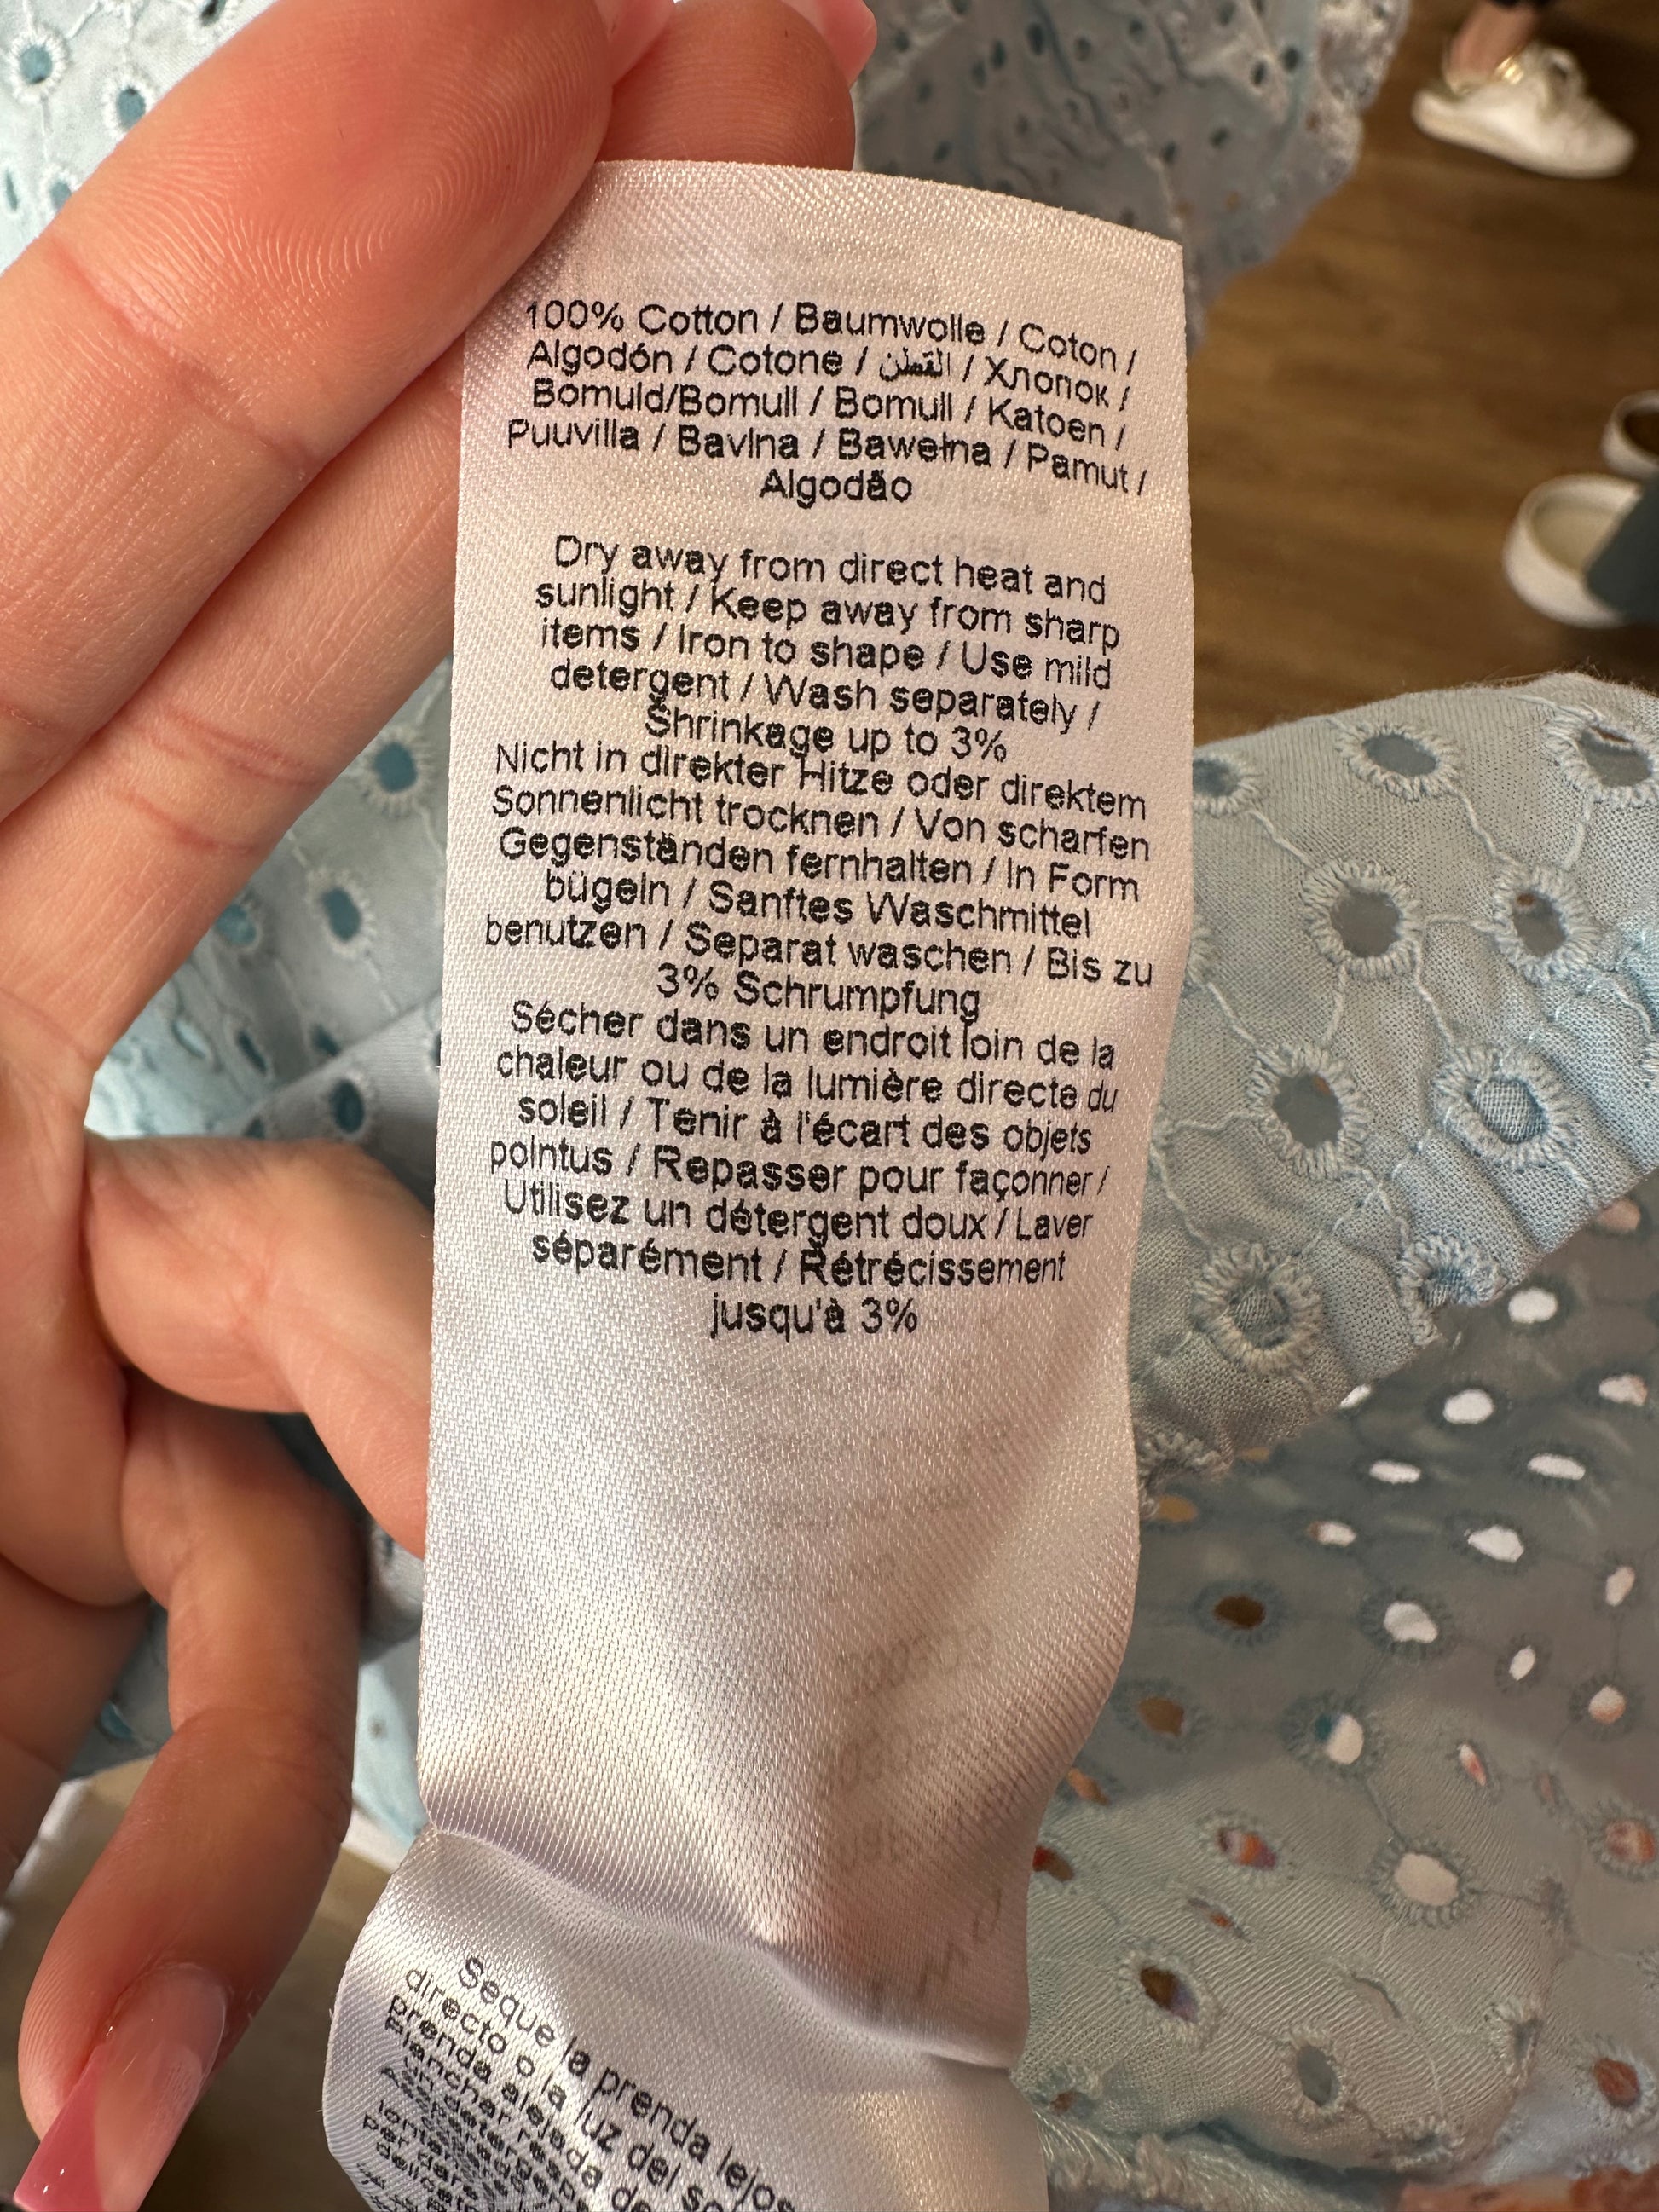 100% Cotton / Baumwolle / Coton /
Algodón / Cotone / القطن / Хлопок /
Bomuld/Bomull / Bomull / Katoen /
Puuvilla / Bavlna / Bawełna / Pamut /
Algodão
Dry away from direct heat and
sunlight / Keep away from sharp
items / Iron to shape / Use mild
detergent / Wash separately /
Shrinkage up to 3%
Nicht in direkter Hitze oder direktem
Sonnenlicht trocknen / Von scharfen
Gegenständen fernhalten / In Form
bügeln / Sanftes Waschmittel
benutzen / Separat waschen / Bis zu
3% Schrumpfung
Sécher dans un endroit loin de la
chaleur ou de la lumière directe du
soleil / Tenir à l'écart des objets
pointus / Repasser pour façonner /
Utilisez un détergent doux / Laver
séparément / Rétrécissement
jusqu'à 3%
Seque la prenda lejos
directo o la luz del
prenda alejada de
Planchar
un